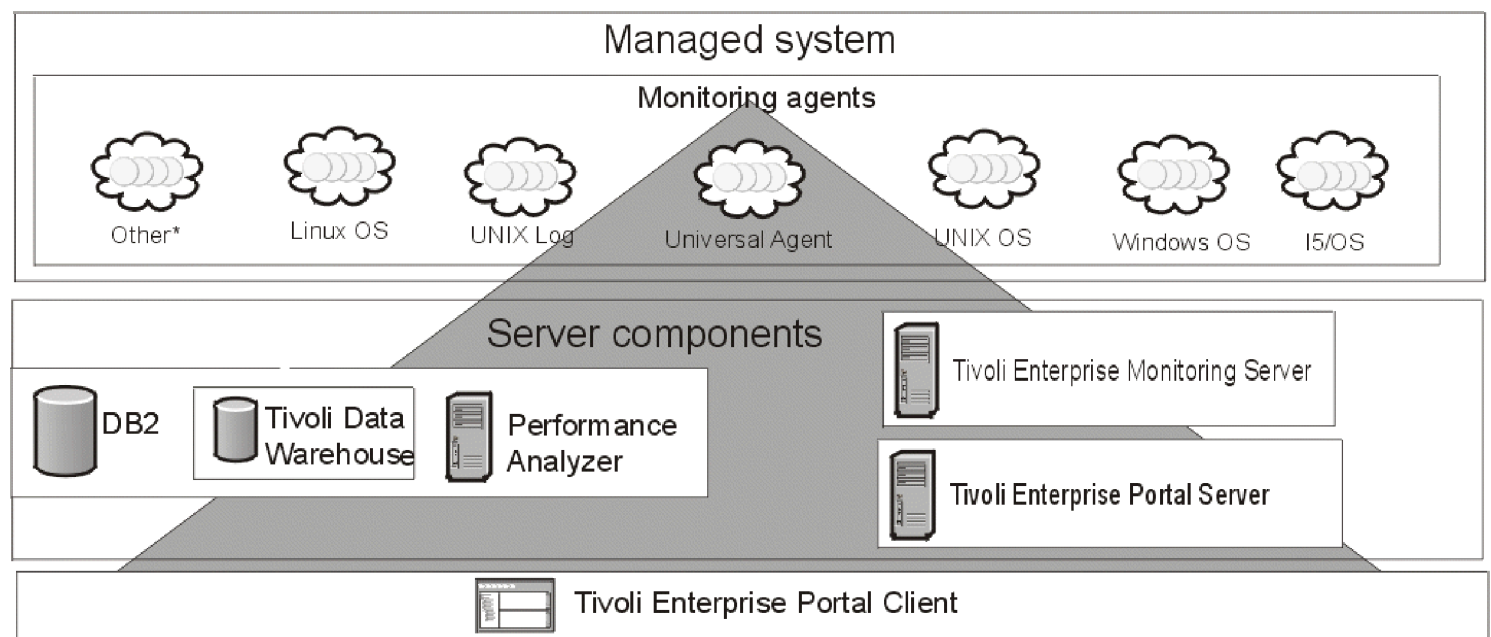 Managed system
Monitoring agents
Other*
Linux OS
UNIX Log
Universal Agent
UNIX OS
Windows OS
I5/OS
Server components
DB2
Tivoli Data
Warehouse
Performance
Analyzer
Tivoli Enterprise Monitoring Server
Tivoli Enterprise Portal Server
Tivoli Enterprise Portal Client